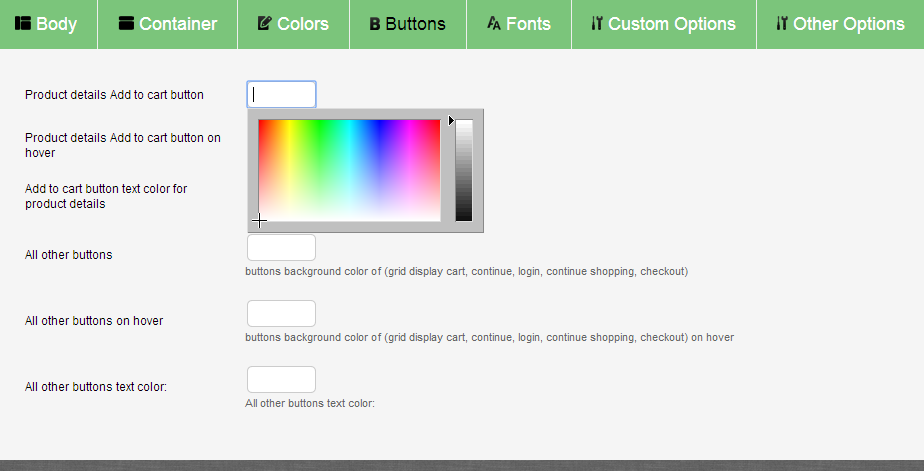 Body Container Colors Buttons Fonts Custom Options Other Options
Product details Add to cart button
Product details Add to cart button on
hover
Add to cart button text color for
product details
All other buttons
buttons background color of (grid display cart, continue, login, continue shopping, checkout)
All other buttons on hover
buttons background color of (grid display cart, continue, login, continue shopping, checkout) on hover
All other buttons text color:
All other buttons text color: